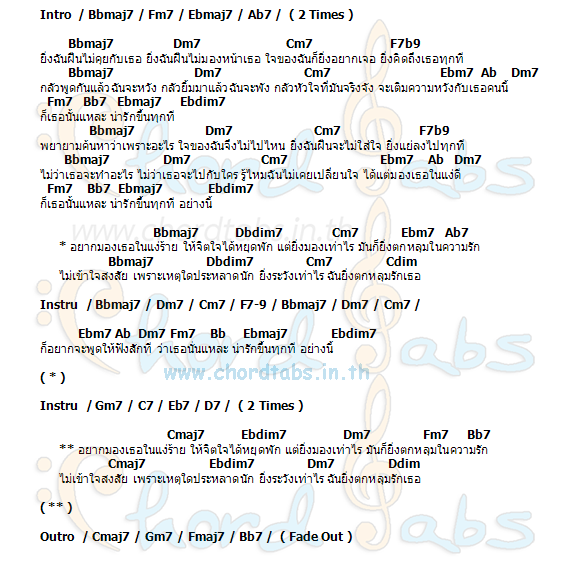 Intro / Bbmaj7 / Fm7 / Ebmaj7 / Ab7 / ( 2 Times )
Bbmaj7 Dm7 Cm7 F7b9
ยิ่งฉันฝืนไม่คุยกับเธอ ยิ่งฉันฝืนไม่มองหน้าเธอ ใจของฉันก็ยิ่งอยากเจอ ยิ่งคิดถึงเธอทุกที
Bbmaj7 Dm7 Cm7 Ebm7 Ab Dm7
กลัวพูดกันแล้วฉันจะหวัง กลัวยิ้มมาแล้วฉันจะพัง กลัวหัวใจที่มันจริงจัง จะเติมความหวังกับเธอคนนี้
Fm7 Bb7 Ebmaj7 Ebdim7
ก็เธอนั้นแหละ น่ารักขึ้นทุกที
Bbmaj7 Dm7 Cm7 F7b9
พยายามค้นหาว่าเพราะอะไร ใจของฉันจึงไม่ไปไหน ยิ่งฉันฝืนจะไม่ใส่ใจ ยิ่งแย่ลงไปทุกที
Bbmaj7 Dm7 Cm7 Ebm7 Ab Dm7
ไม่ว่าเธอจะทำอะไร ไม่ว่าเธอจะไปกับใคร รู้ไหมฉันไม่เคยเปลี่ยนใจ ได้แต่มองเธอในแง่ดี
Fm7 Bb7 Ebmaj7 Ebdim7
ก็เธอนั้นแหละ น่ารักขึ้นทุกที อย่างนี้
www.chordtabs.in.th
Bbmaj7 Dbdim7 Cm7 Ebm7 Ab7
* อยากมองเธอในแง่ร้าย ให้จิตใจได้หยุดพัก แต่ยิ่งมองเท่าไร มันก็ยิ่งตกหลุมในความรัก
Bbmaj7 Dbdim7 Cm7 Cdim
ไม่เข้าใจสงสัย เพราะเหตุใดประหลาดนัก ยิ่งระวังเท่าไร ฉันยิ่งตกหลุมรักเธอ
Instru / Bbmaj7 / Dm7 / Cm7 / F7-9 / Bbmaj7 / Dm7 / Cm7 /
Ebm7 Ab Dm7 Fm7 Bb Ebmaj7 Ebdim7
ก็อยากจะพูดให้ฟังสักที ว่าเธอนั่นแหละ น่ารักขึ้นทุกที อย่างนี้
( * )
www.chordtabs.in.th
Instru / Gm7 / C7 / Eb7 / D7 / ( 2 Times )
Cmaj7 Ebdim7 Dm7 Fm7 Bb7
** อยากมองเธอในแง่ร้าย ให้จิตใจได้หยุดพัก แต่ยิ่งมองเท่าไร มันก็ยิ่งตกหลุมในความรัก
Cmaj7 Ebdim7 Dm7 Ddim
ไม่เข้าใจสงสัย เพราะเหตุใดประหลาดนัก ยิ่งระวังเท่าไร ฉันยิ่งตกหลุมรักเธอ
( ** )
Outro / Cmaj7 / Gm7 / Fmaj7 / Bb7 / ( Fade Out )